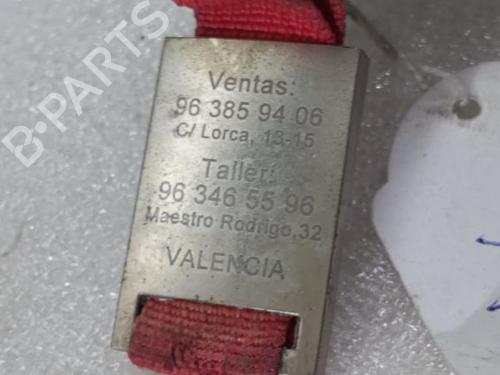 Ventas:
96 385 94 06
C/ Lorca, 13-15
Taller:
96 346 55 96
Maestro Rodrigo,32
VALENCIA
B-PARTS